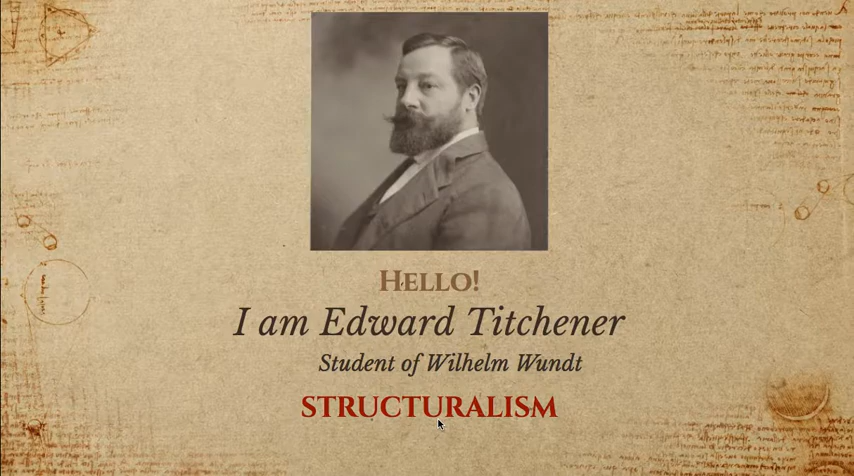 Hello!
I am Edward Titchener
Student of Wilhelm Wundt
STRUCTURALISM